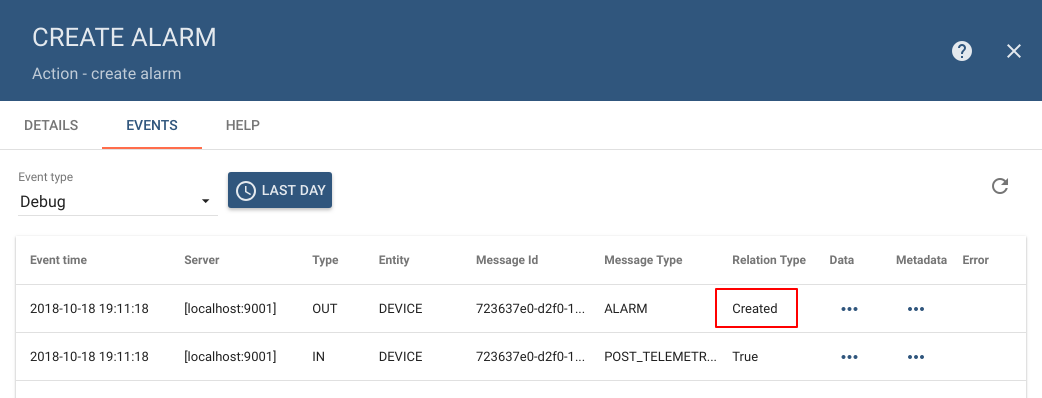 CREATE ALARM
Action - create alarm
DETAILS EVENTS HELP
Event type
Debug
LAST DAY
Event time Server Type Entity Message Id Message Type Relation Type Data Metadata Error
2018-10-18 19:11:18 [localhost:9001] OUT DEVICE 723637e0-d2f0-1... ALARM Created •••  •••
2018-10-18 19:11:18 [localhost:9001] IN DEVICE 723637e0-d2f0-1... POST_TELEMETR... True ••• •••